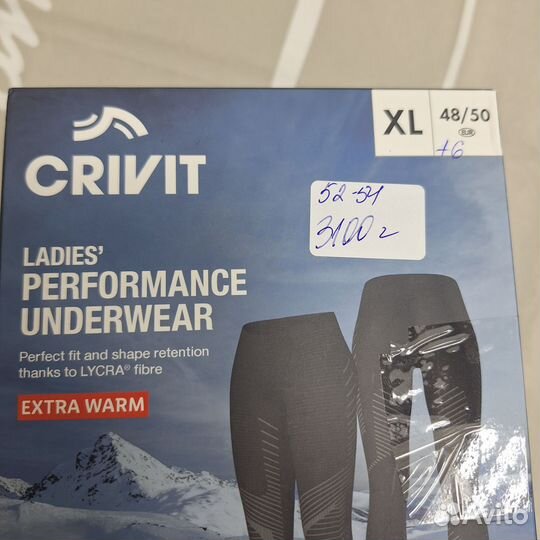 XL
48/50
EUR
+6
CRIVIT
52-54
3100 г
LADIES'
PERFORMANCE
UNDERWEAR
Perfect fit and shape retention
thanks to LYCRA® fibre
EXTRA WARM
Avito